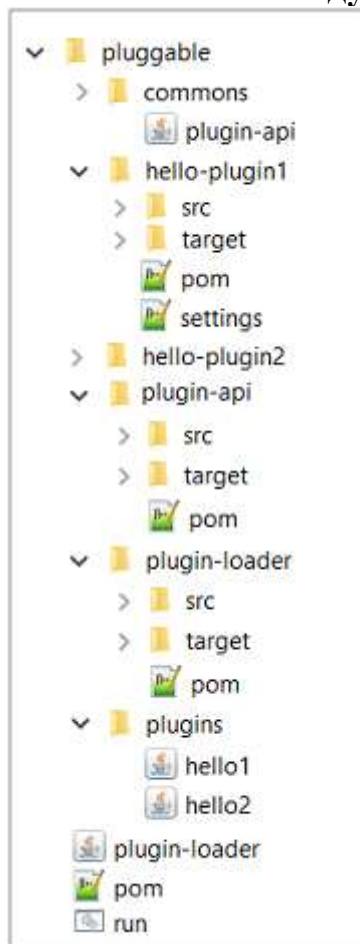 pluggable
commons
plugin-api
hello-plugin1
src
target
pom
settings
hello-plugin2
plugin-api
src
target
pom
plugin-loader
src
target
pom
plugins
hello1
hello2
plugin-loader
pom
run